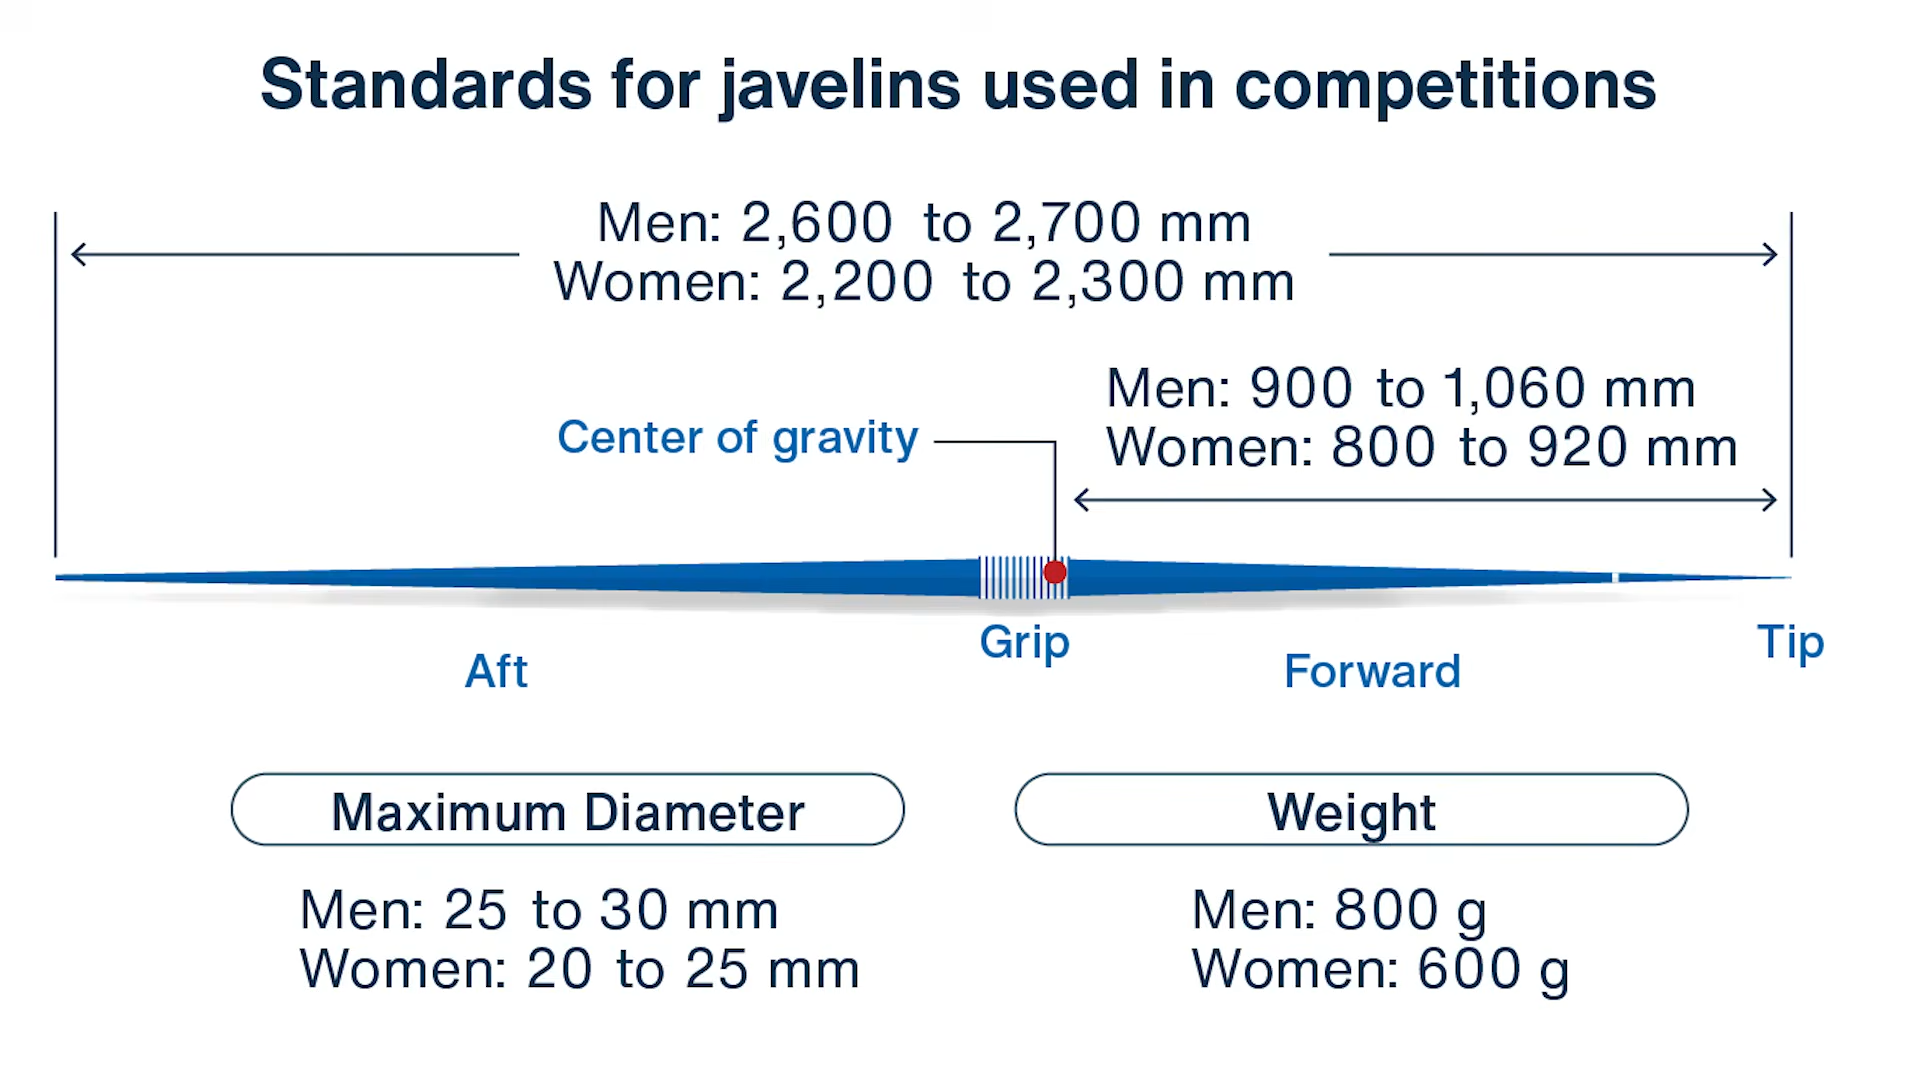 Standards for javelins used in competitions
Men: 2,600 to 2,700 mm
Women: 2,200 to 2,300 mm
Men: 900 to 1,060 mm
Women: 800 to 920 mm
Center of gravity
Grip
Tip
Aft
Forward
Maximum Diameter
Men: 25 to 30 mm
Women: 20 to 25 mm
Weight
Men: 800 g
Women: 600 g